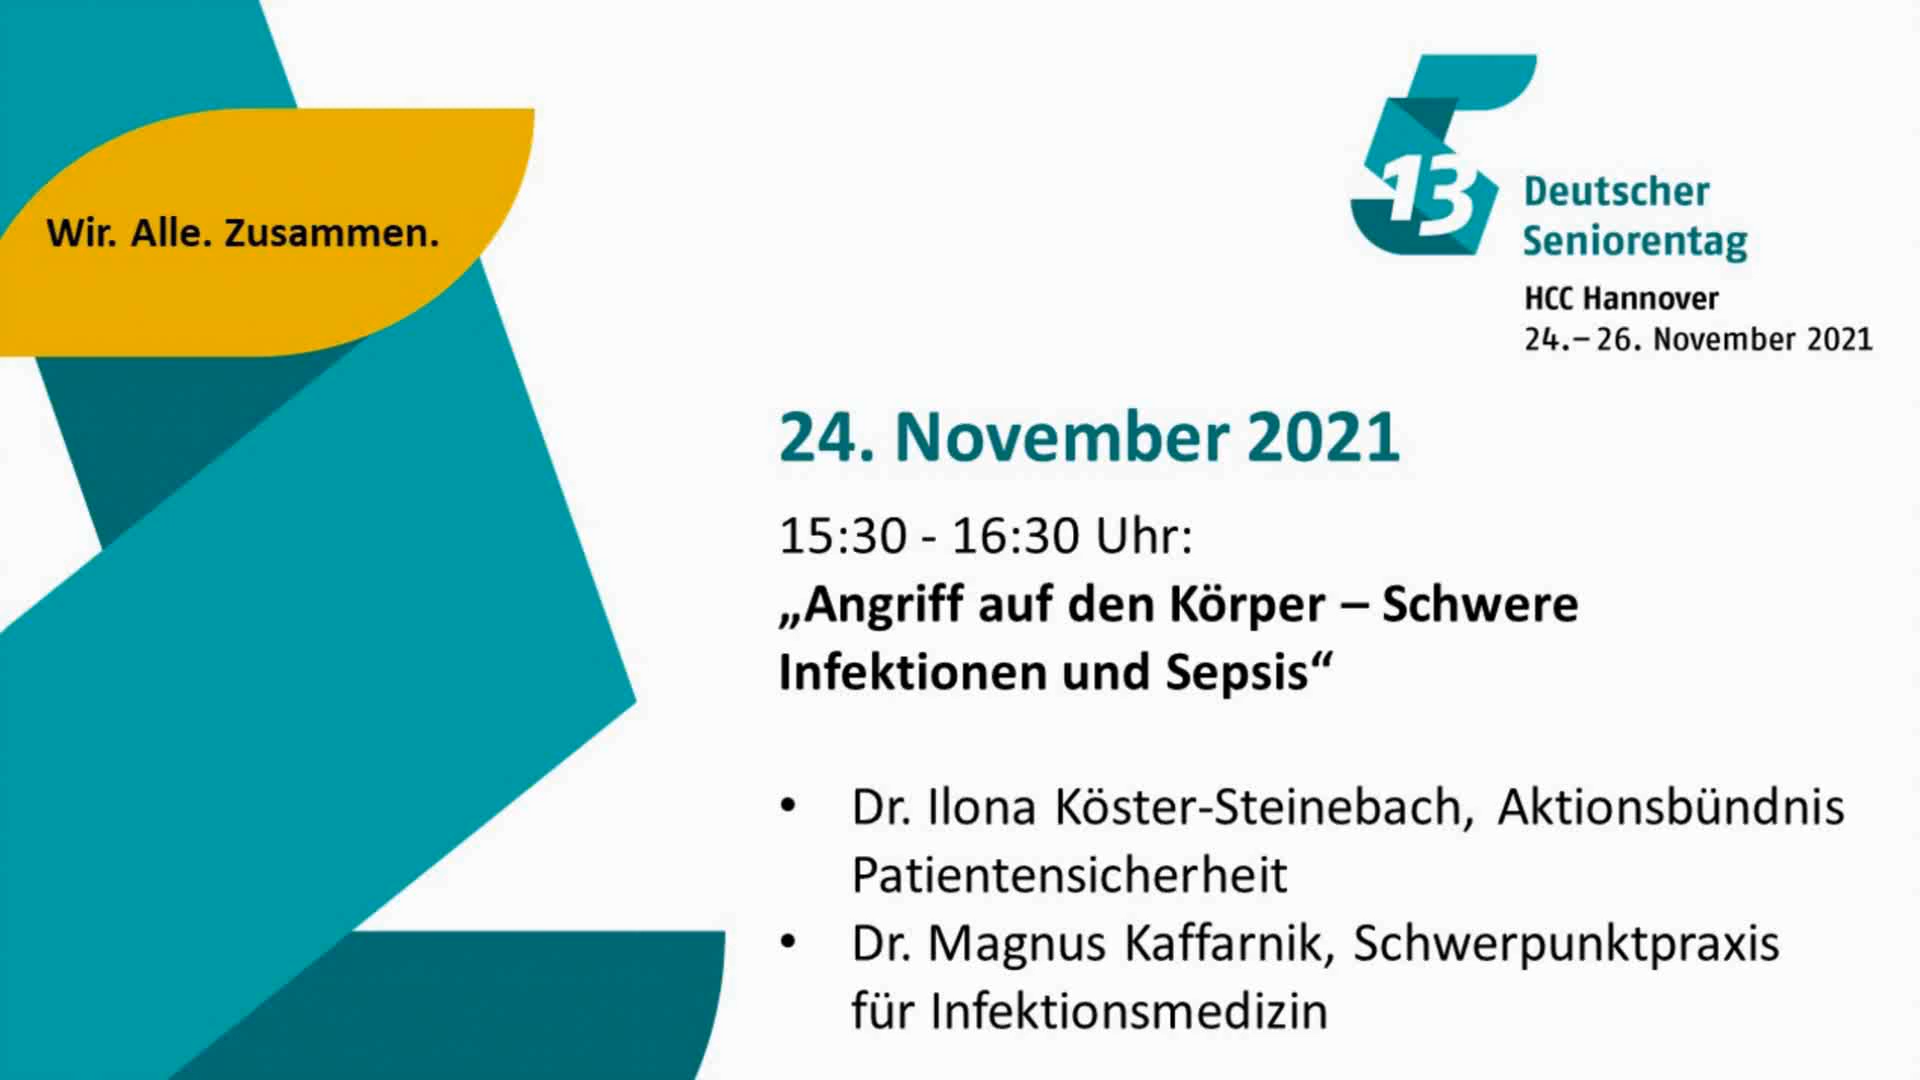 Wir. Alle. Zusammen.
13
Deutscher
Seniorentag
HCC Hannover
24.–26. November 2021
24. November 2021
15:30 - 16:30 Uhr:
„Angriff auf den Körper – Schwere
Infektionen und Sepsis“
• Dr. Ilona Köster-Steinebach, Aktionsbündnis
Patientensicherheit
• Dr. Magnus Kaffarnik, Schwerpunktpraxis
für Infektionsmedizin